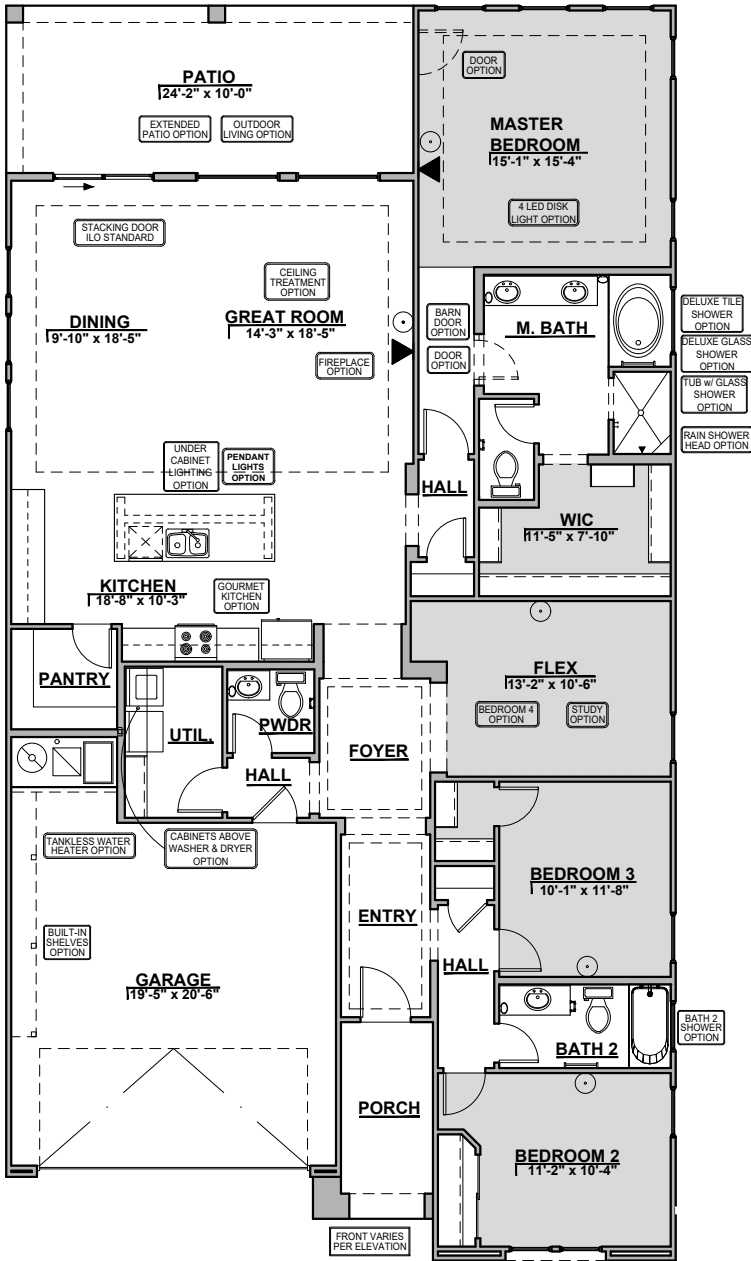 PATIO
24'-2" x 10'-0"
EXTENDED
PATIO OPTION
OUTDOOR
LIVING OPTION
DOOR
OPTION
MASTER
BEDROOM
15'-1" x 15'-4"
4 LED DISK
LIGHT OPTION
STACKING DOOR
ILO STANDARD
CEILING
TREATMENT
OPTION
DINING
9'-10" x 18'-5"
GREAT ROOM
14'-3" x 18'-5"
FIREPLACE
OPTION
BARN
DOOR
OPTION
DOOR
OPTION
M. BATH
DELUXE TILE
SHOWER
OPTION
DELUXE GLASS
SHOWER
OPTION
TUB w/ GLASS
SHOWER
OPTION
RAIN SHOWER
HEAD OPTION
UNDER
CABINET
LIGHTING
OPTION
PENDANT
LIGHTS
OPTION
HALL
WIC
11'-5" x 7'-10"
KITCHEN
18'-8" x 10'-3"
GOURMET
KITCHEN
OPTION
PANTRY
FLEX
13'-2" x 10'-6"
BEDROOM 4
OPTION
STUDY
OPTION
UTIL.
PWDR
FOYER
HALL
TANKLESS WATER
HEATER OPTION
CABINETS ABOVE
WASHER & DRYER
OPTION
BEDROOM 3
10'-1" x 11'-8"
BUILT-IN
SHELVES
OPTION
ENTRY
HALL
GARAGE
19'-5" x 20'-6"
BATH 2
SHOWER
OPTION
BATH 2
PORCH
BEDROOM 2
11'-2" x 10'-4"
FRONT VARIES
PER ELEVATION